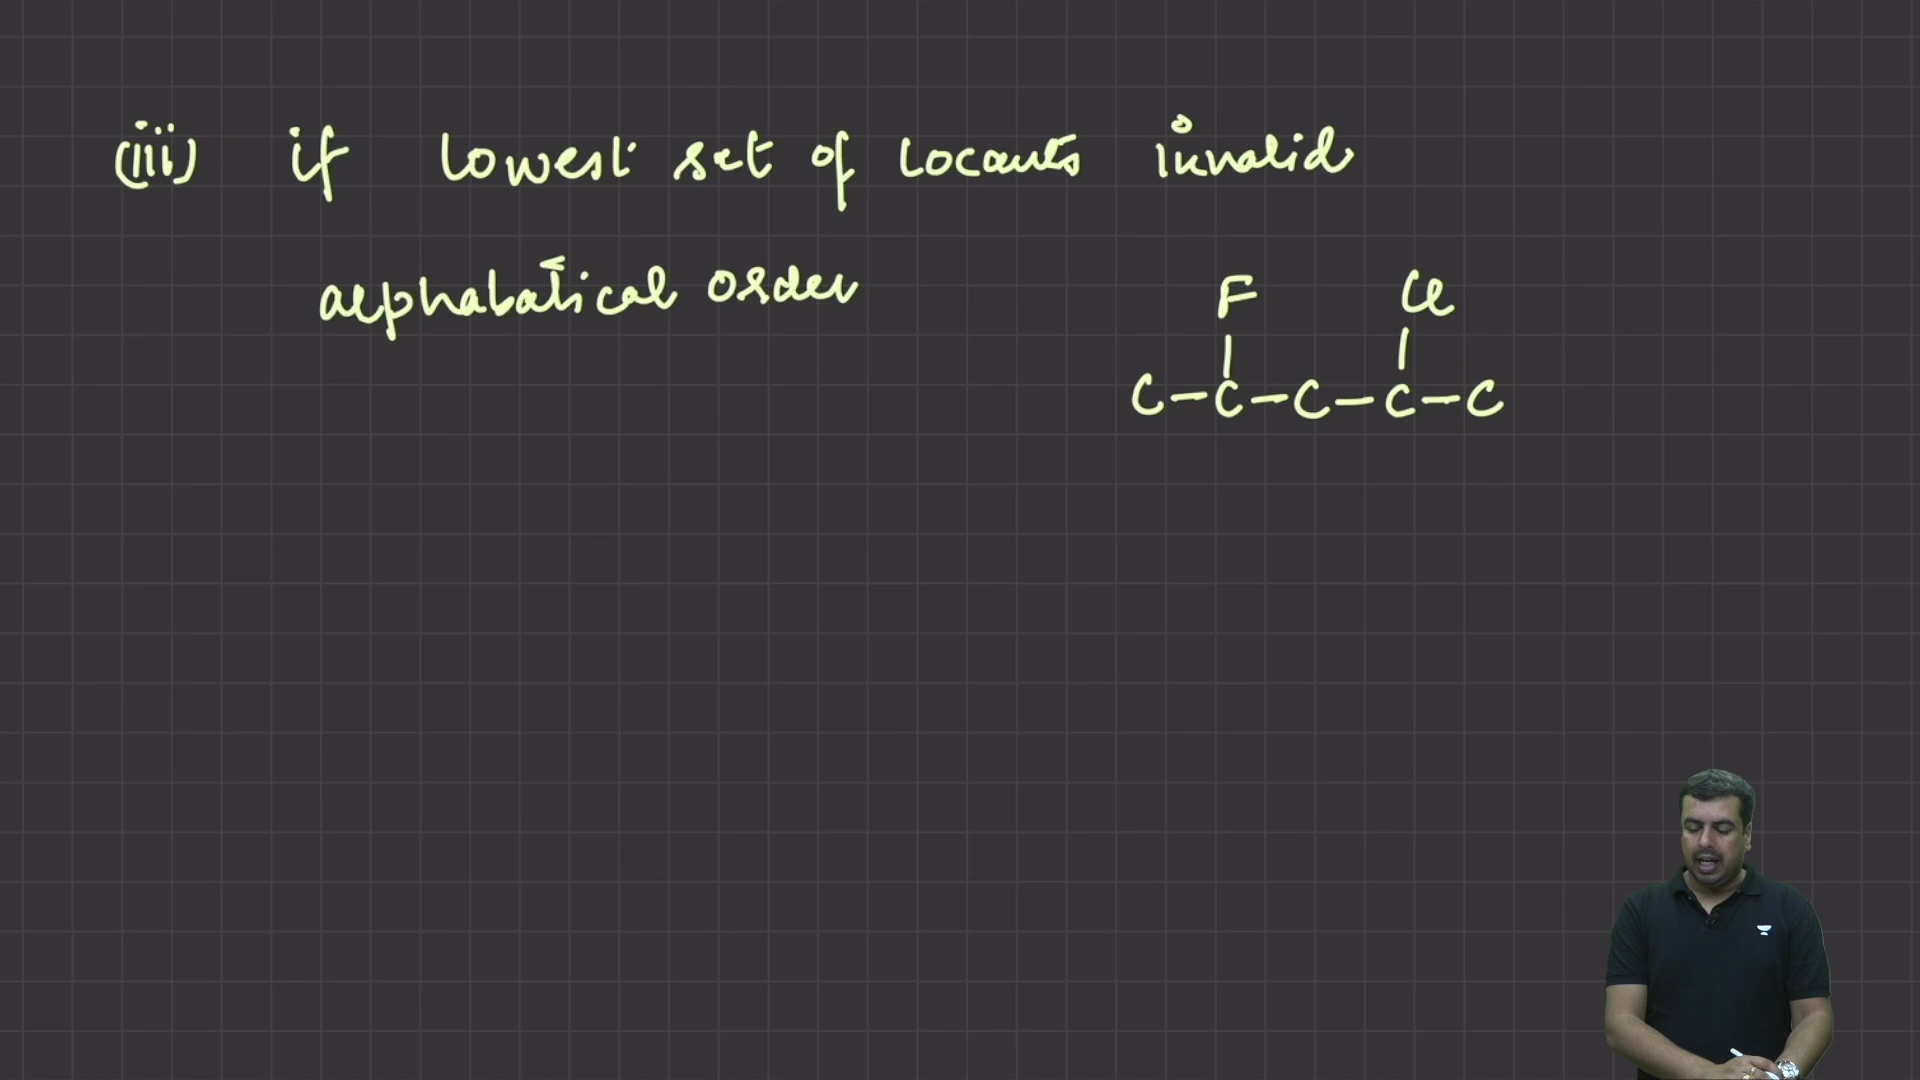 (iii) if lowest set of Locants invalid
alphabatical order
F Cl
| |
C-C-C-C-C